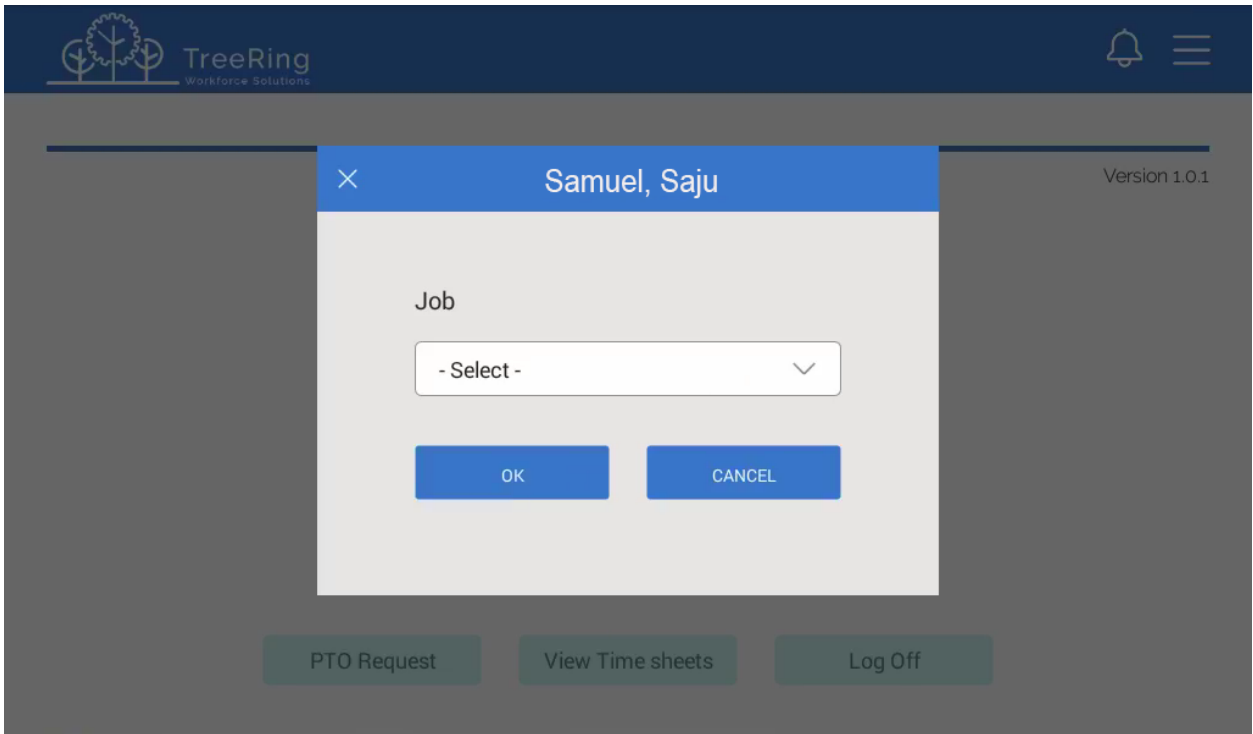 TreeRing
Workforce Solutions
Samuel, Saju
Version 1.0.1
Job
- Select -
OK
CANCEL
PTO Request
View Time sheets
Log Off